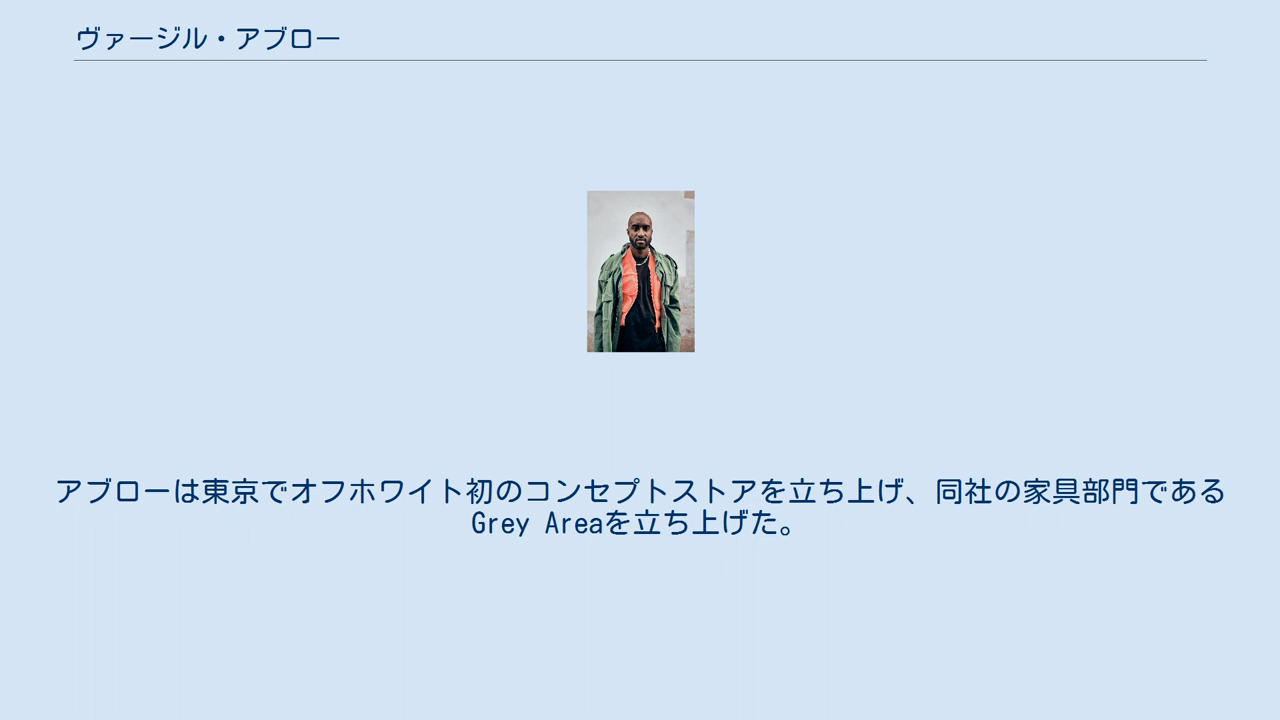 ヴァージル・アブロー
アブローは東京でオフホワイト初のコンセプトストアを立ち上げ、同社の家具部門である
Grey Areaを立ち上げた。